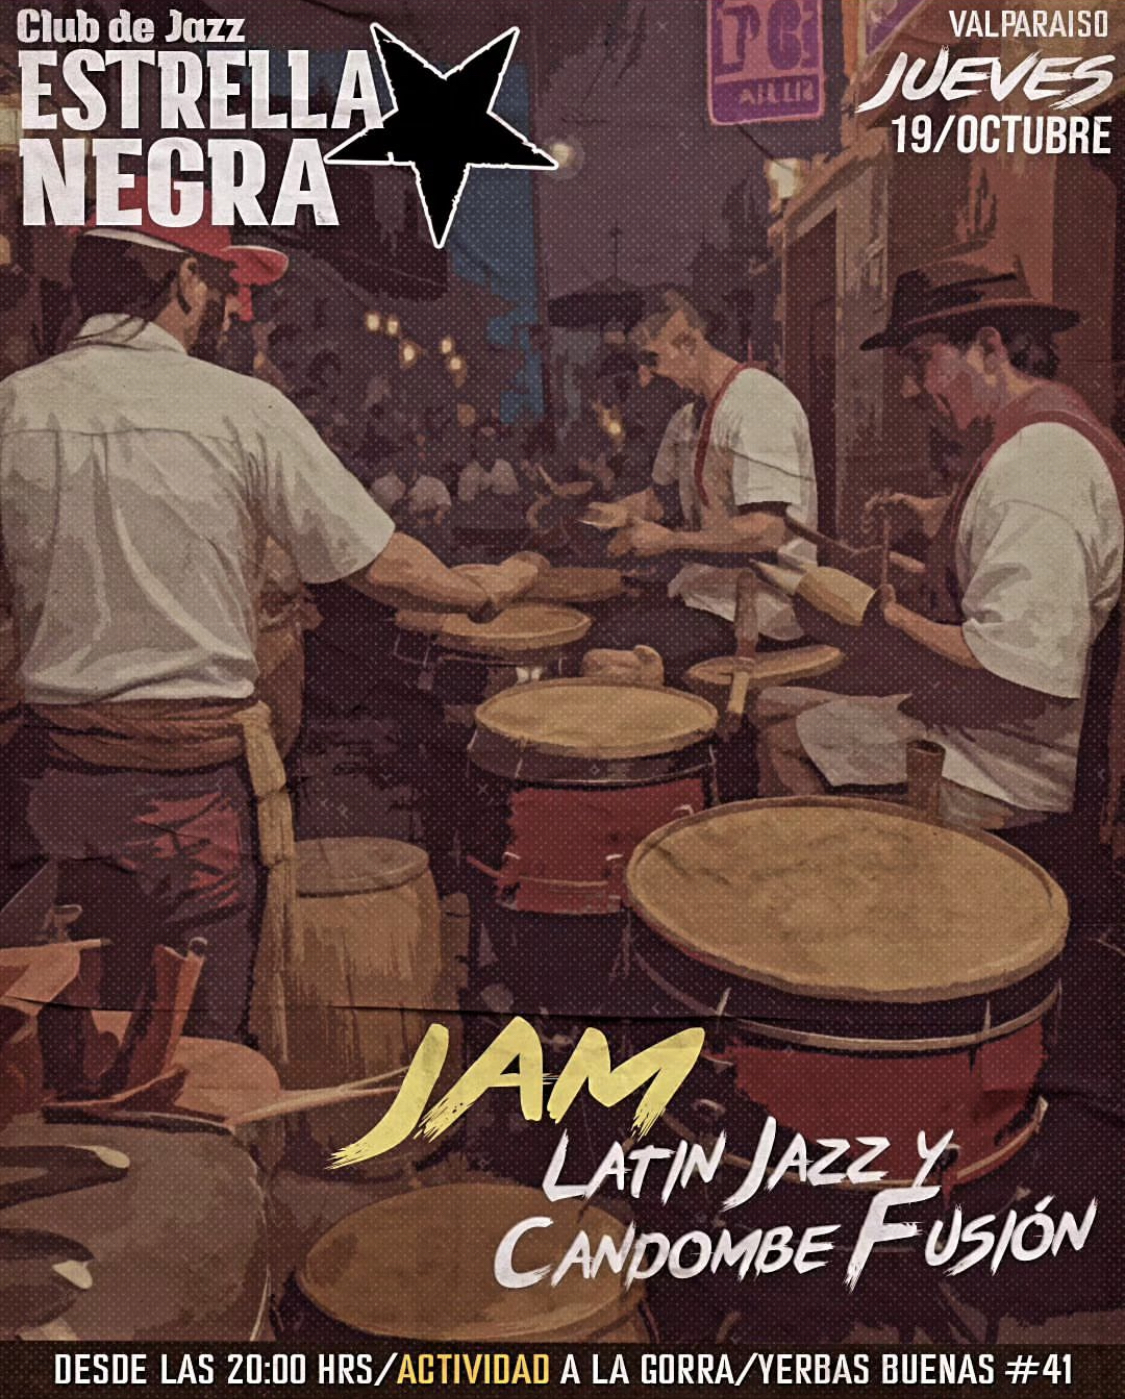 Club de Jazz
ESTRELLA
NEGRA
VALPARAISO
JUEVES
19/OCTUBRE
JAM
LATIN JAZZ Y
CANDOMBE FUSIÓN
DESDE LAS 20:00 HRS/ACTIVIDAD A LA GORRA/YERBAS BUENAS #41